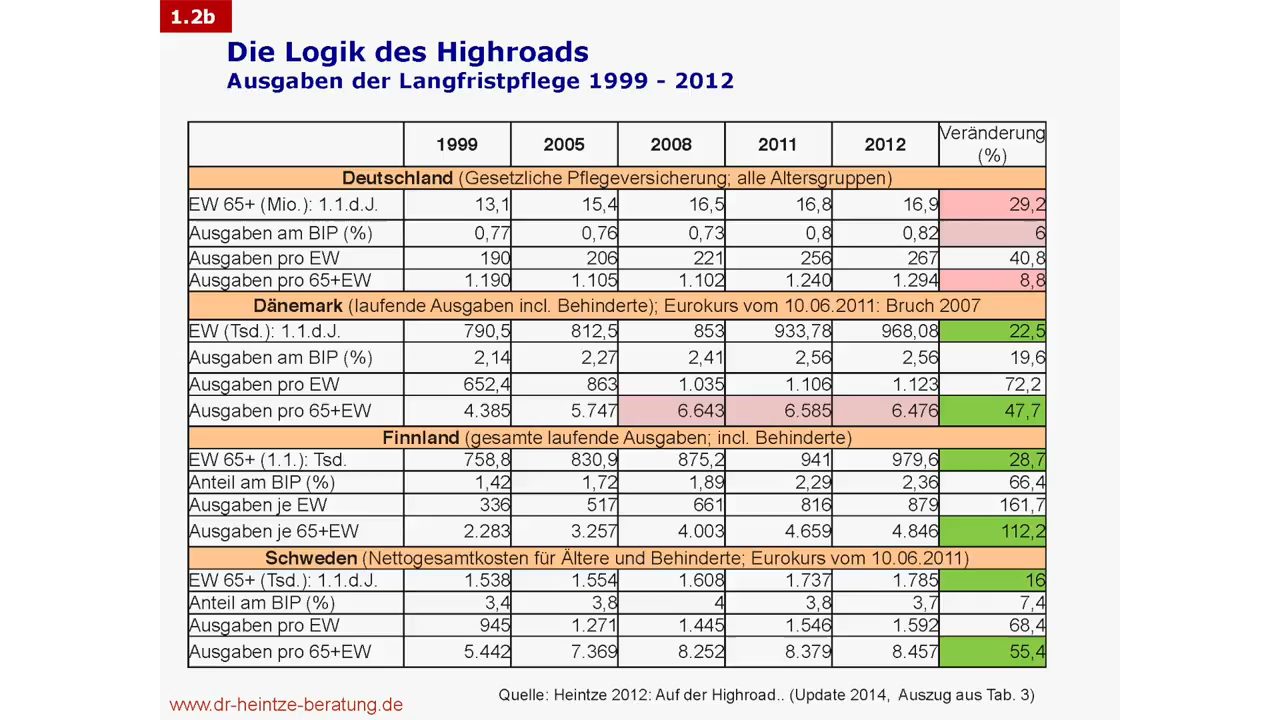 1.2b
Die Logik des Highroads
Ausgaben der Langfristpflege 1999 - 2012
1999 2005 2008 2011 2012 Veränderung (%)
Deutschland (Gesetzliche Pflegeversicherung; alle Altersgruppen)
EW 65+ (Mio.): 1.1.d.J. 13,1 15,4 16,5 16,8 16,9 29,2
Ausgaben am BIP (%) 0,77 0,76 0,73 0,8 0,82 6
Ausgaben pro EW 190 206 221 256 267 40,8
Ausgaben pro 65+EW 1.190 1.105 1.102 1.240 1.294 8,8
Dänemark (laufende Ausgaben incl. Behinderte); Eurokurs vom 10.06.2011: Bruch 2007
EW (Tsd.): 1.1.d.J. 790,5 812,5 853 933,78 968,08 22,5
Ausgaben am BIP (%) 2,14 2,27 2,41 2,56 2,56 19,6
Ausgaben pro EW 652,4 863 1.035 1.106 1.123 72,2
Ausgaben pro 65+EW 4.385 5.747 6.643 6.585 6.476 47,7
Finnland (gesamte laufende Ausgaben; incl. Behinderte)
EW 65+ (1.1.): Tsd. 758,8 830,9 875,2 941 979,6 28,7
Anteil am BIP (%) 1,42 1,72 1,89 2,29 2,36 66,4
Ausgaben je EW 336 517 661 816 879 161,7
Ausgaben je 65+EW 2.283 3.257 4.003 4.659 4.846 112,2
Schweden (Nettogesamtkosten für Ältere und Behinderte; Eurokurs vom 10.06.2011)
EW 65+ (Tsd.): 1.1.d.J. 1.538 1.554 1.608 1.737 1.785 16
Anteil am BIP (%) 3,4 3,8 4 3,8 3,7 7,4
Ausgaben pro EW 945 1.271 1.445 1.546 1.592 68,4
Ausgaben pro 65+EW 5.442 7.369 8.252 8.379 8.457 55,4
Quelle: Heintze 2012: Auf der Highroad.. (Update 2014, Auszug aus Tab. 3)
www.dr-heintze-beratung.de